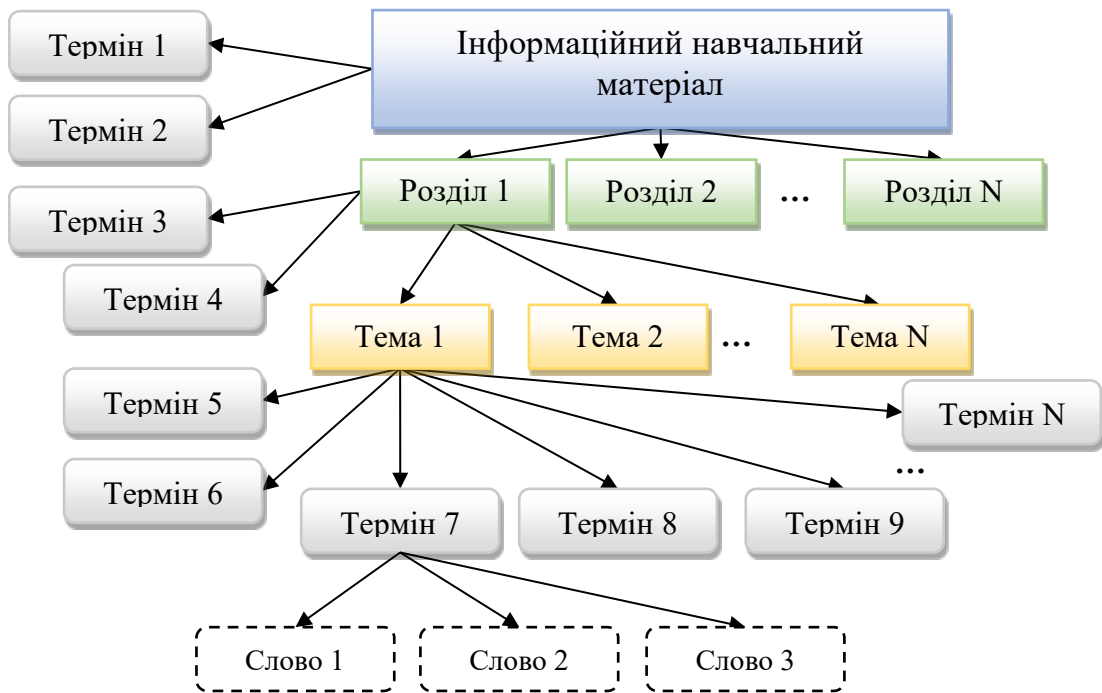 Термін 1
Інформаційний навчальний
матеріал
Термін 2
Розділ 1
Розділ 2
...
Розділ N
Термін 3
Термін 4
Тема 1
Тема 2
...
Тема N
Термін 5
Термін N
Термін 6
...
Термін 7
Термін 8
Термін 9
Слово 1
Слово 2
Слово 3